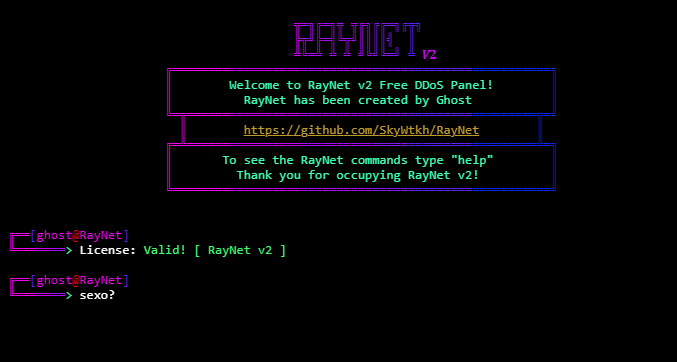 RAYNET V2
Welcome to RayNet v2 Free DDoS Panel!
RayNet has been created by Ghost
https://github.com/SkyWtkh/RayNet
To see the RayNet commands type "help"
Thank you for occupying RayNet v2!
[ghost@RayNet]
> License: Valid! [ RayNet v2 ]
[ghost@RayNet]
> sexo?